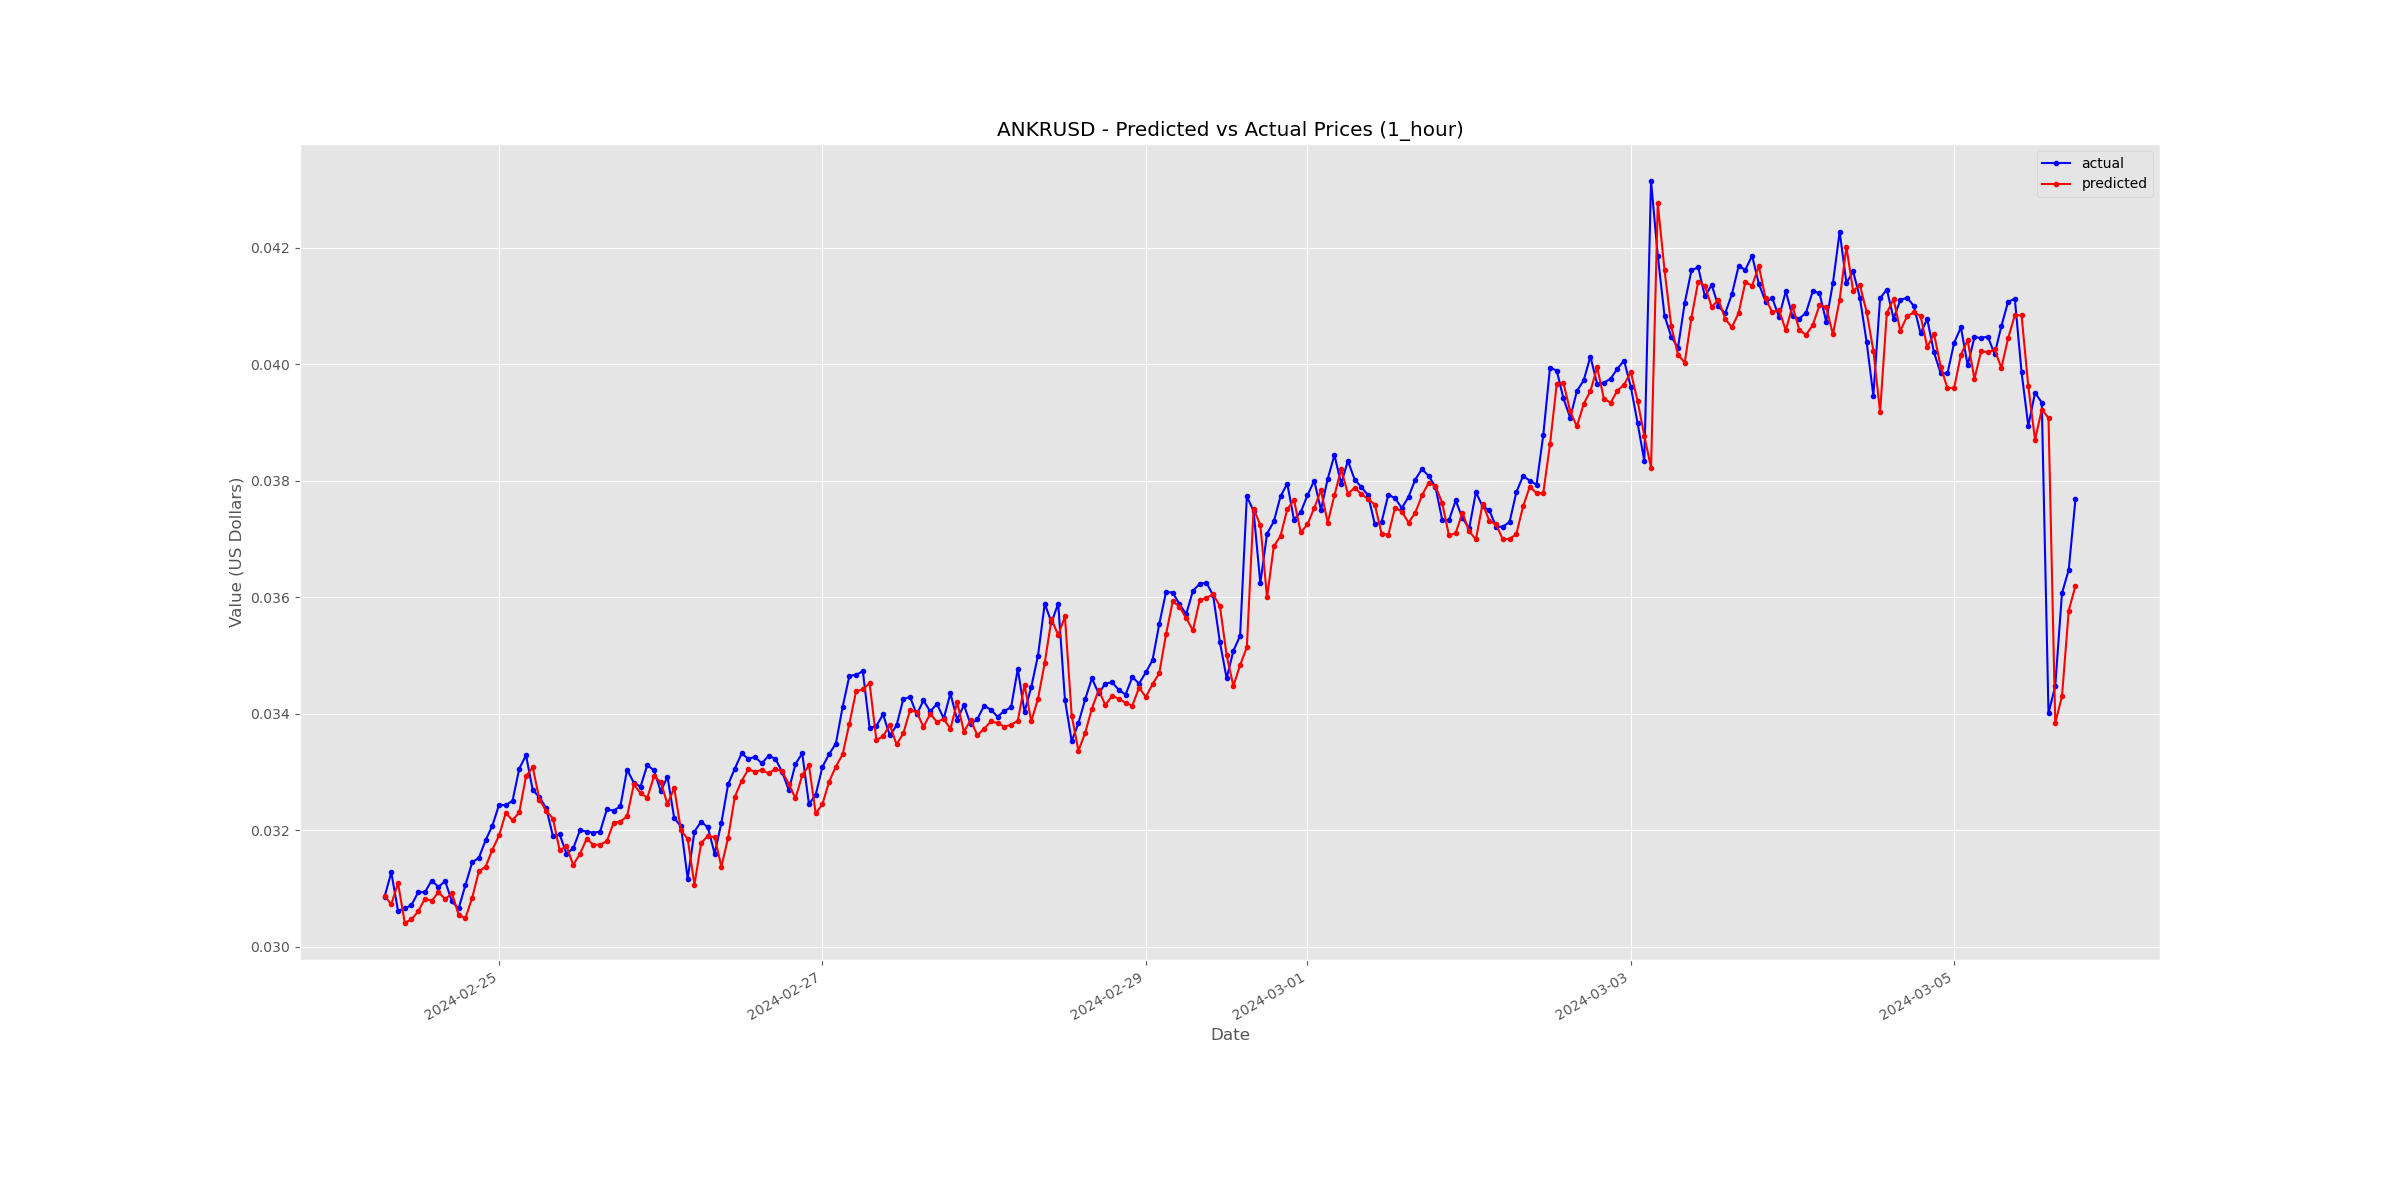 ANKRUSD - Predicted vs Actual Prices (1_hour)
actual
predicted
Value (US Dollars)
0.042
0.040
0.038
0.036
0.034
0.032
0.030
2024-02-25
2024-02-27
2024-02-29
2024-03-01
2024-03-03
2024-03-05
Date